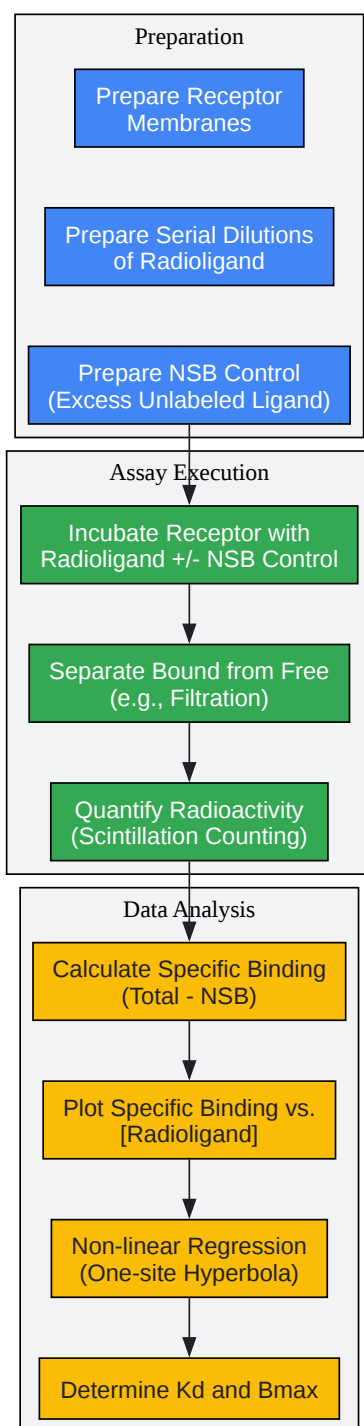 Preparation
Prepare Receptor
Membranes
Prepare Serial Dilutions
of Radioligand
Prepare NSB Control
(Excess Unlabeled Ligand)
Assay Execution
Incubate Receptor with
Radioligand +/- NSB Control
Separate Bound from Free
(e.g., Filtration)
Quantify Radioactivity
(Scintillation Counting)
Data Analysis
Calculate Specific Binding
(Total - NSB)
Plot Specific Binding vs.
[Radioligand]
Non-linear Regression
(One-site Hyperbola)
Determine Kd and Bmax